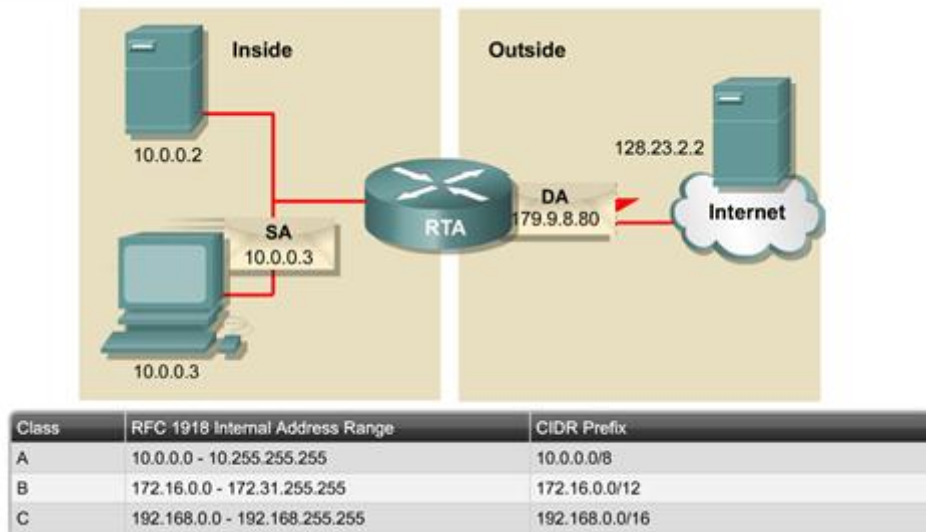 Inside
Outside
10.0.0.2
128.23.2.2
SA
10.0.0.3
RTA
DA
179.9.8.80
Internet
10.0.0.3
Class RFC 1918 Internal Address Range CIDR Prefix
A 10.0.0.0 - 10.255.255.255 10.0.0.0/8
B 172.16.0.0 - 172.31.255.255 172.16.0.0/12
C 192.168.0.0 - 192.168.255.255 192.168.0.0/16